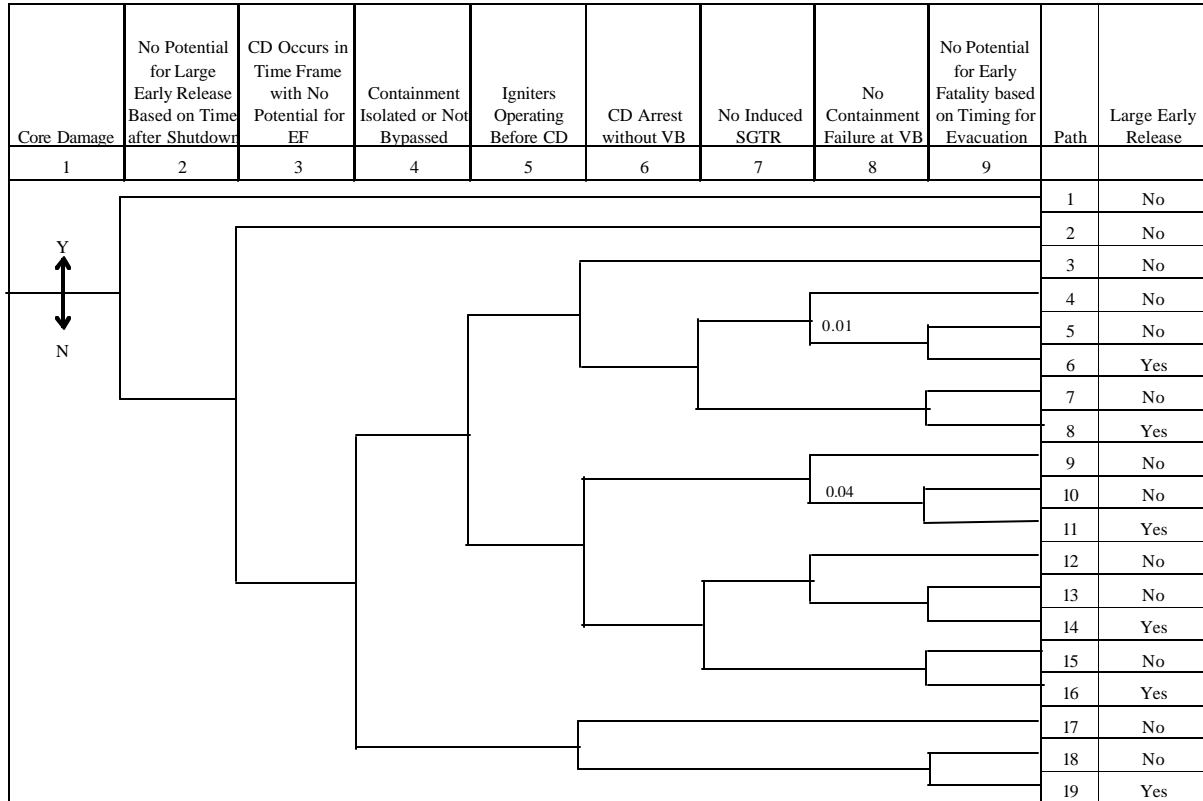 Core Damage
No Potential
for Large
Early Release
Based on Time
after Shutdown
CD Occurs in
Time Frame
with No
Potential for
EF
Containment
Isolated or Not
Bypassed
Igniters
Operating
Before CD
CD Arrest
without VB
No Induced
SGTR
No
Containment
Failure at VB
No Potential
for Early
Fatality based
on Timing for
Evacuation
Path
Large Early
Release
1 2 3 4 5 6 7 8 9
1 No
Y
2 No
3 No
4 No
0.01
5 No
N
6 Yes
7 No
8 Yes
9 No
0.04
10 No
11 Yes
12 No
13 No
14 Yes
15 No
16 Yes
17 No
18 No
19 Yes